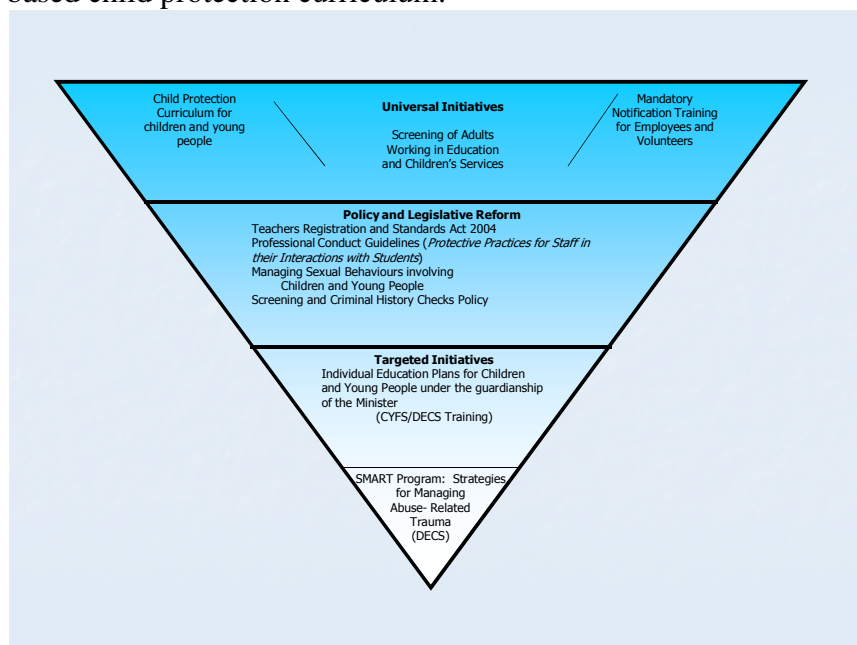 based child protection curriculum.
Child Protection
Curriculum for
children and young
people
Universal Initiatives
Screening of Adults
Working in Education
and Children's Services
Mandatory
Notification Training
for Employees and
Volunteers
Policy and Legislative Reform
Teachers Registration and Standards Act 2004
Professional Conduct Guidelines (Protective Practices for Staff in
their Interactions with Students)
Managing Sexual Behaviours involving
Children and Young People
Screening and Criminal History Checks Policy
Targeted Initiatives
Individual Education Plans for Children
and Young People under the guardianship
of the Minister
(CYFS/DECS Training)
SMART Program: Strategies
for Managing
Abuse- Related
Trauma
(DECS)